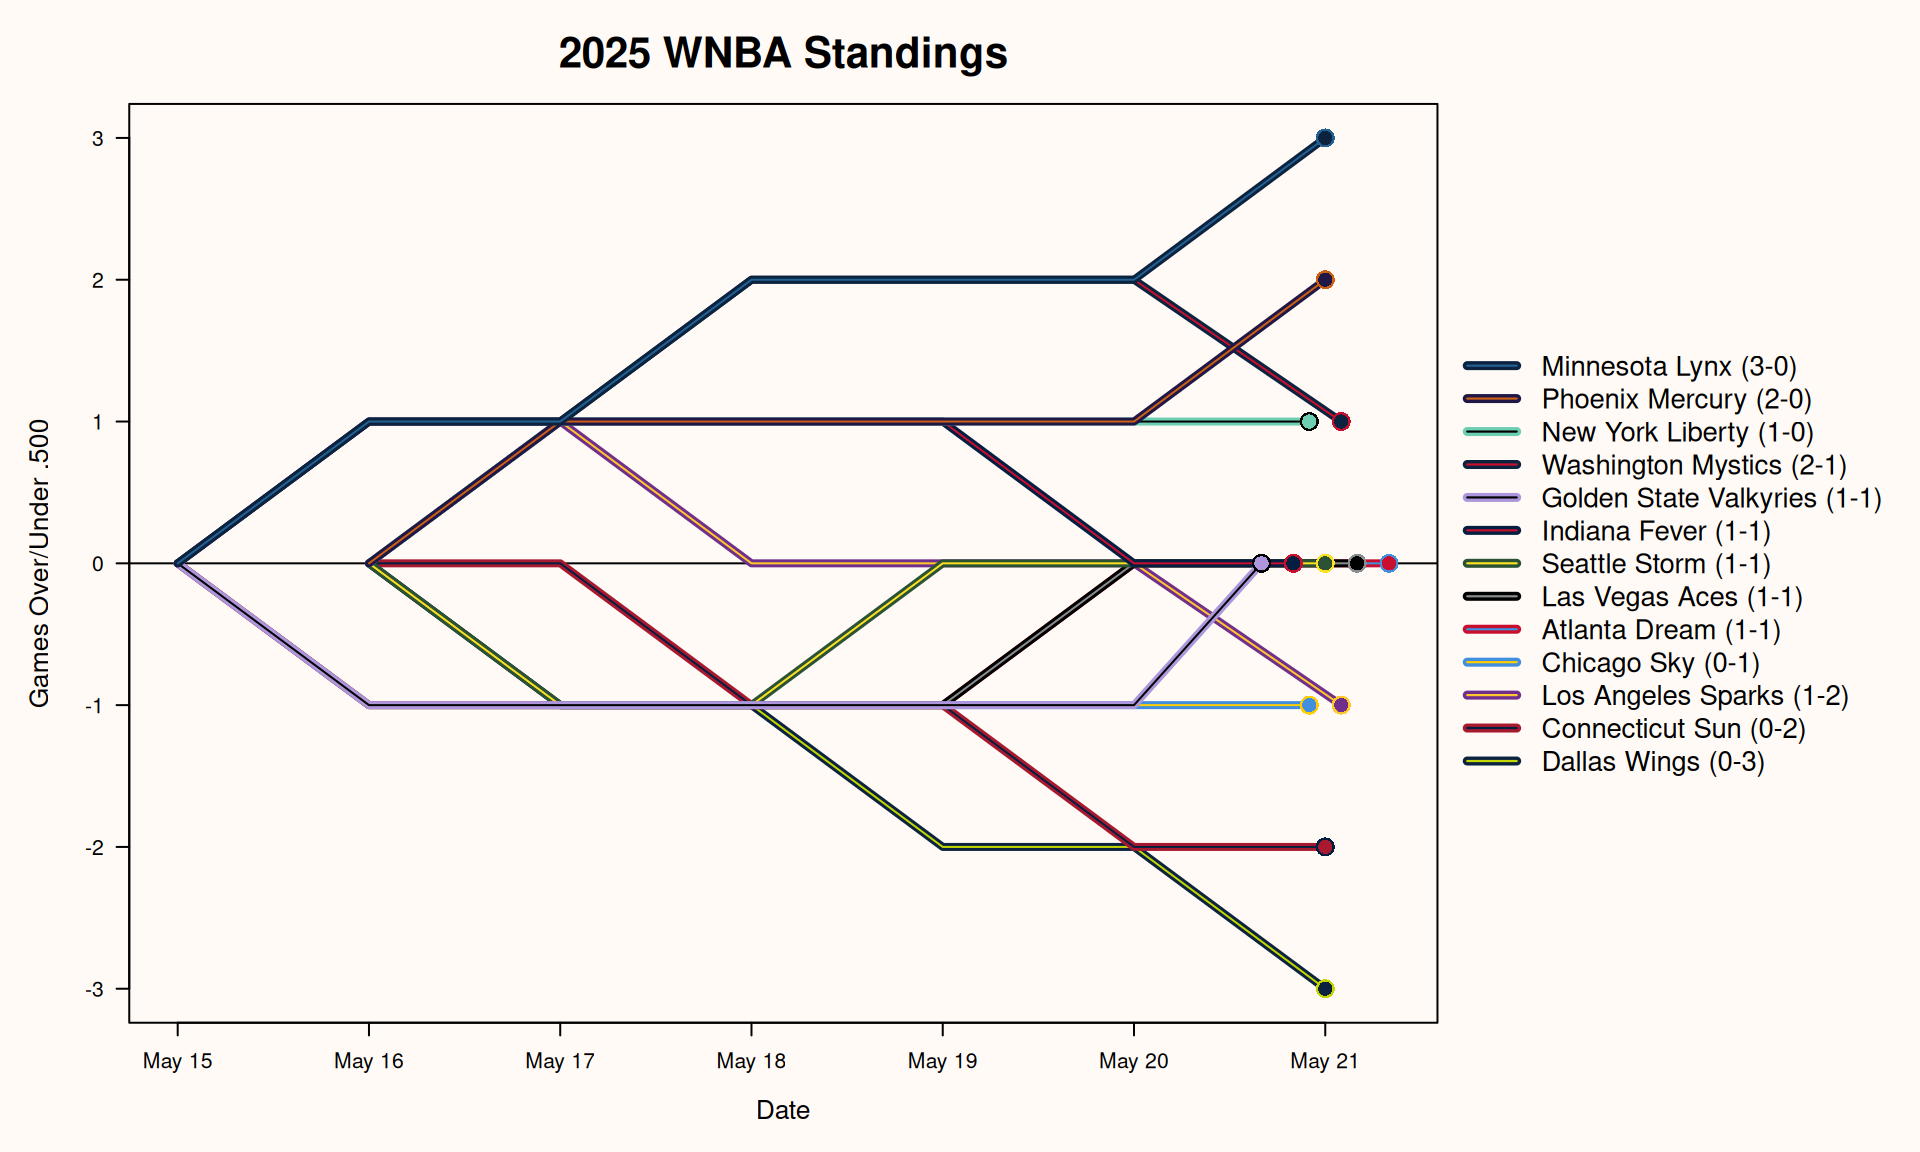 2025 WNBA Standings
Games Over/Under .500
3
2
1
0
-1
-2
-3
May 15
May 16
May 17
May 18
May 19
May 20
May 21
Date
Minnesota Lynx (3-0)
Phoenix Mercury (2-0)
New York Liberty (1-0)
Washington Mystics (2-1)
Golden State Valkyries (1-1)
Indiana Fever (1-1)
Seattle Storm (1-1)
Las Vegas Aces (1-1)
Atlanta Dream (1-1)
Chicago Sky (0-1)
Los Angeles Sparks (1-2)
Connecticut Sun (0-2)
Dallas Wings (0-3)